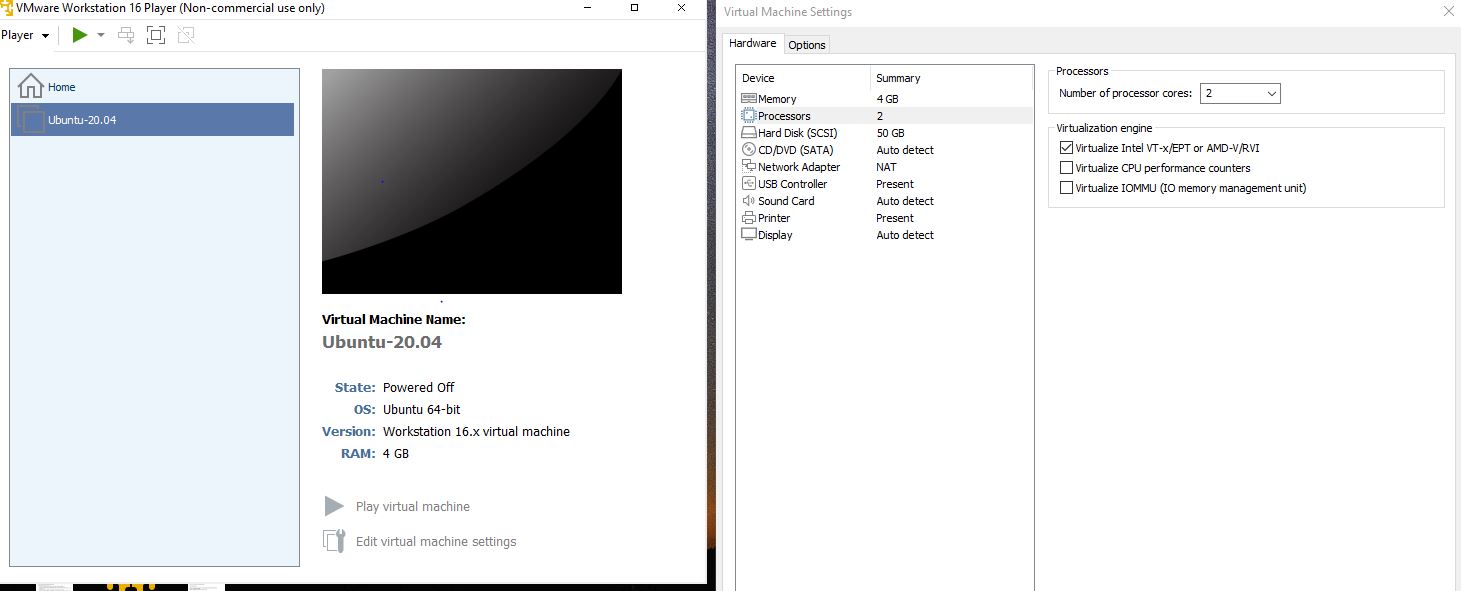 VMware Workstation 16 Player (Non-commercial use only)
Player
Home
Ubuntu-20.04
Virtual Machine Name:
Ubuntu-20.04
State: Powered Off
OS: Ubuntu 64-bit
Version: Workstation 16.x virtual machine
RAM: 4 GB
Play virtual machine
Edit virtual machine settings
Virtual Machine Settings
Hardware Options
Device Summary
Memory 4 GB
Processors 2
Hard Disk (SCSI) 50 GB
CD/DVD (SATA) Auto detect
Network Adapter NAT
USB Controller Present
Sound Card Auto detect
Printer Present
Display Auto detect
Processors
Number of processor cores: 2
Virtualization engine
Virtualize Intel VT-x/EPT or AMD-V/RVI
Virtualize CPU performance counters
Virtualize IOMMU (IO memory management unit)